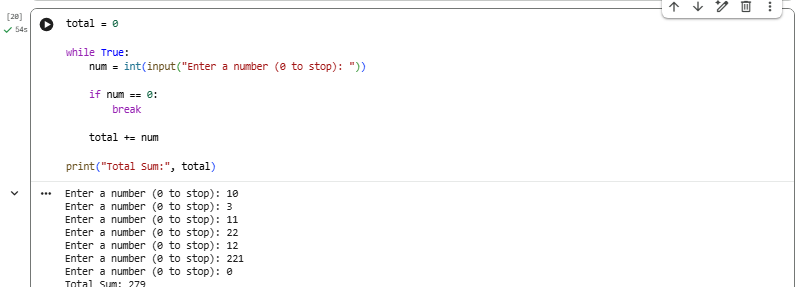 [20]
54s
total = 0
while True:
    num = int(input("Enter a number (0 to stop): "))
    if num == 0:
        break
    total += num
print("Total Sum:", total)
Enter a number (0 to stop): 10
Enter a number (0 to stop): 3
Enter a number (0 to stop): 11
Enter a number (0 to stop): 22
Enter a number (0 to stop): 12
Enter a number (0 to stop): 221
Enter a number (0 to stop): 0
Total Sum: 279